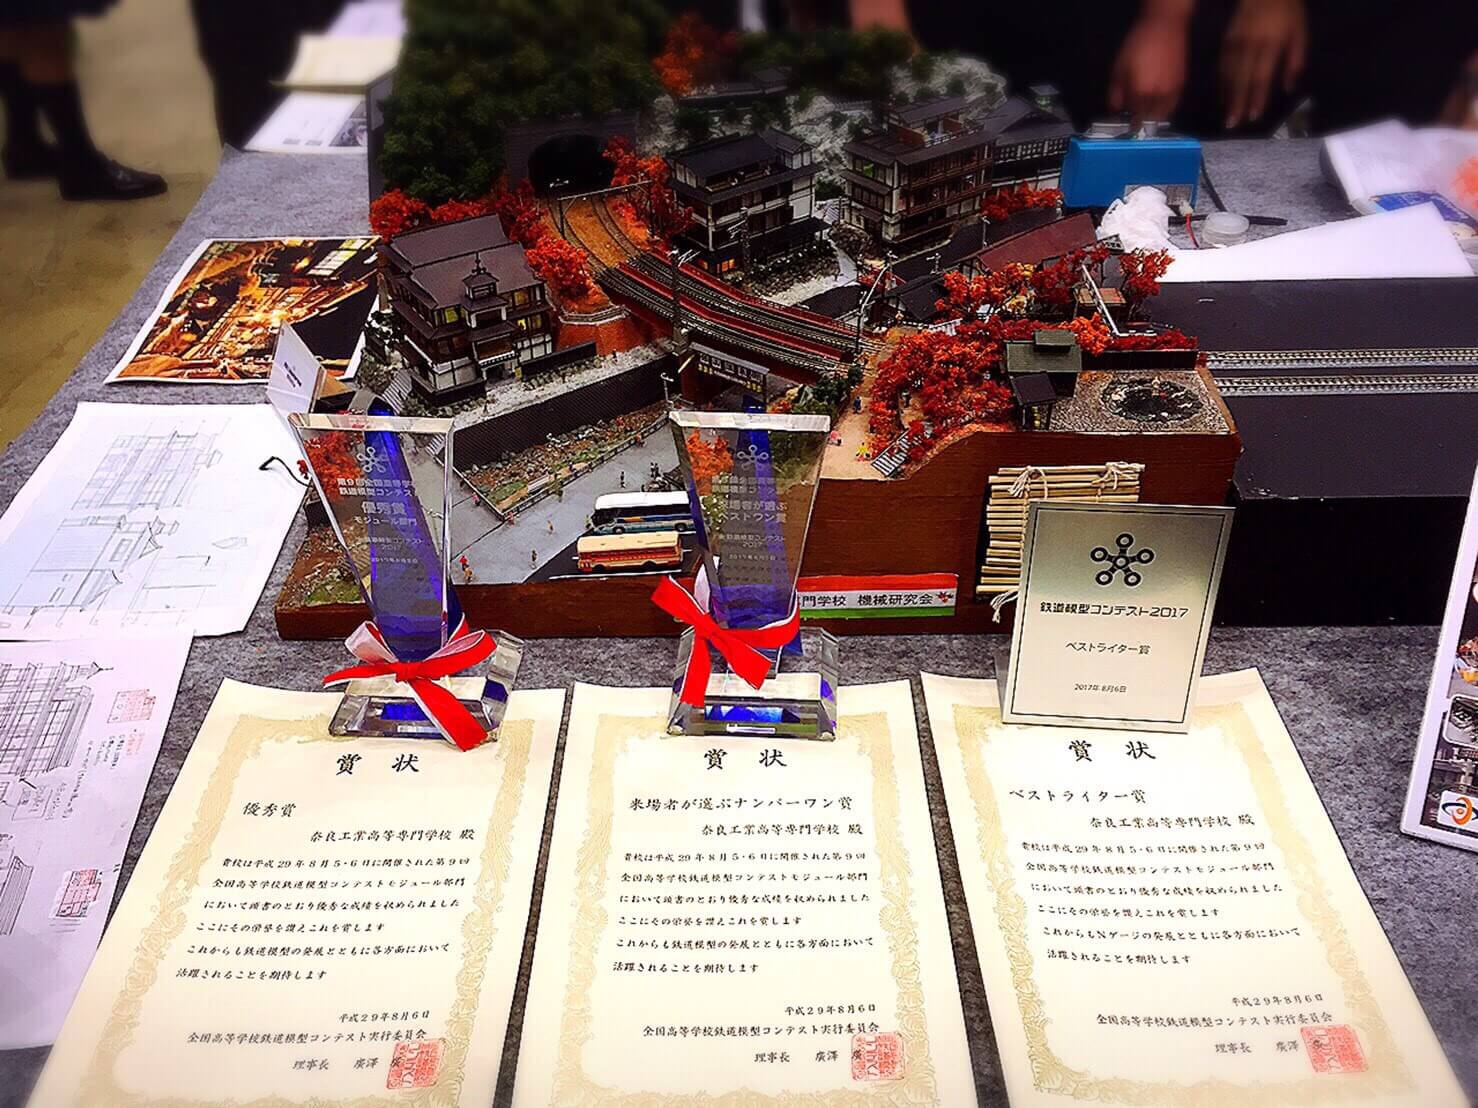 第9回全国高等学
鉄道模型コンテス
優秀賞
モジュール部門
2017
門学校 機械研究会
鉄道模型コンテスト2017
ベストライター賞
2017年8月6日
賞状
優秀賞
奈良工業高等専門学校 殿
貴校は平成29年8月5・6日に開催された第9回
全国高等学校鉄道模型コンテストモジュール部門
において頭書のとおり優秀な成績を収められました
ここにその栄誉を讃えこれを賞します
これからも鉄道模型の発展とともに各方面において
活躍されることを期待します
平成29年8月6日
全国高等学校鉄道模型コンテスト実行委員会
理事長 廣澤
賞状
来場者が選ぶナンバーワン賞
奈良工業高等専門学校 殿
貴校は平成29年8月5・6日に開催された第9回
全国高等学校鉄道模型コンテストモジュール部門
において頭書のとおり優秀な成績を収められました
ここにその栄誉を讃えこれを賞します
これからも鉄道模型の発展とともに各方面において
活躍されることを期待します
平成29年8月6日
全国高等学校鉄道模型コンテスト実行委員会
理事長 廣澤
賞状
ベストライター賞
奈良工業高等専門学校 殿
貴校は平成29年8月5・6日に開催された第9回
全国高等学校鉄道模型コンテストモジュール部門
において頭書のとおり優秀な成績を収められました
ここにその栄誉を讃えこれを賞します
これからもNゲージの発展とともに各方面において
活躍されることを期待します
平成29年8月6日
全国高等学校鉄道模型コンテスト実行委員会
理事長 廣澤